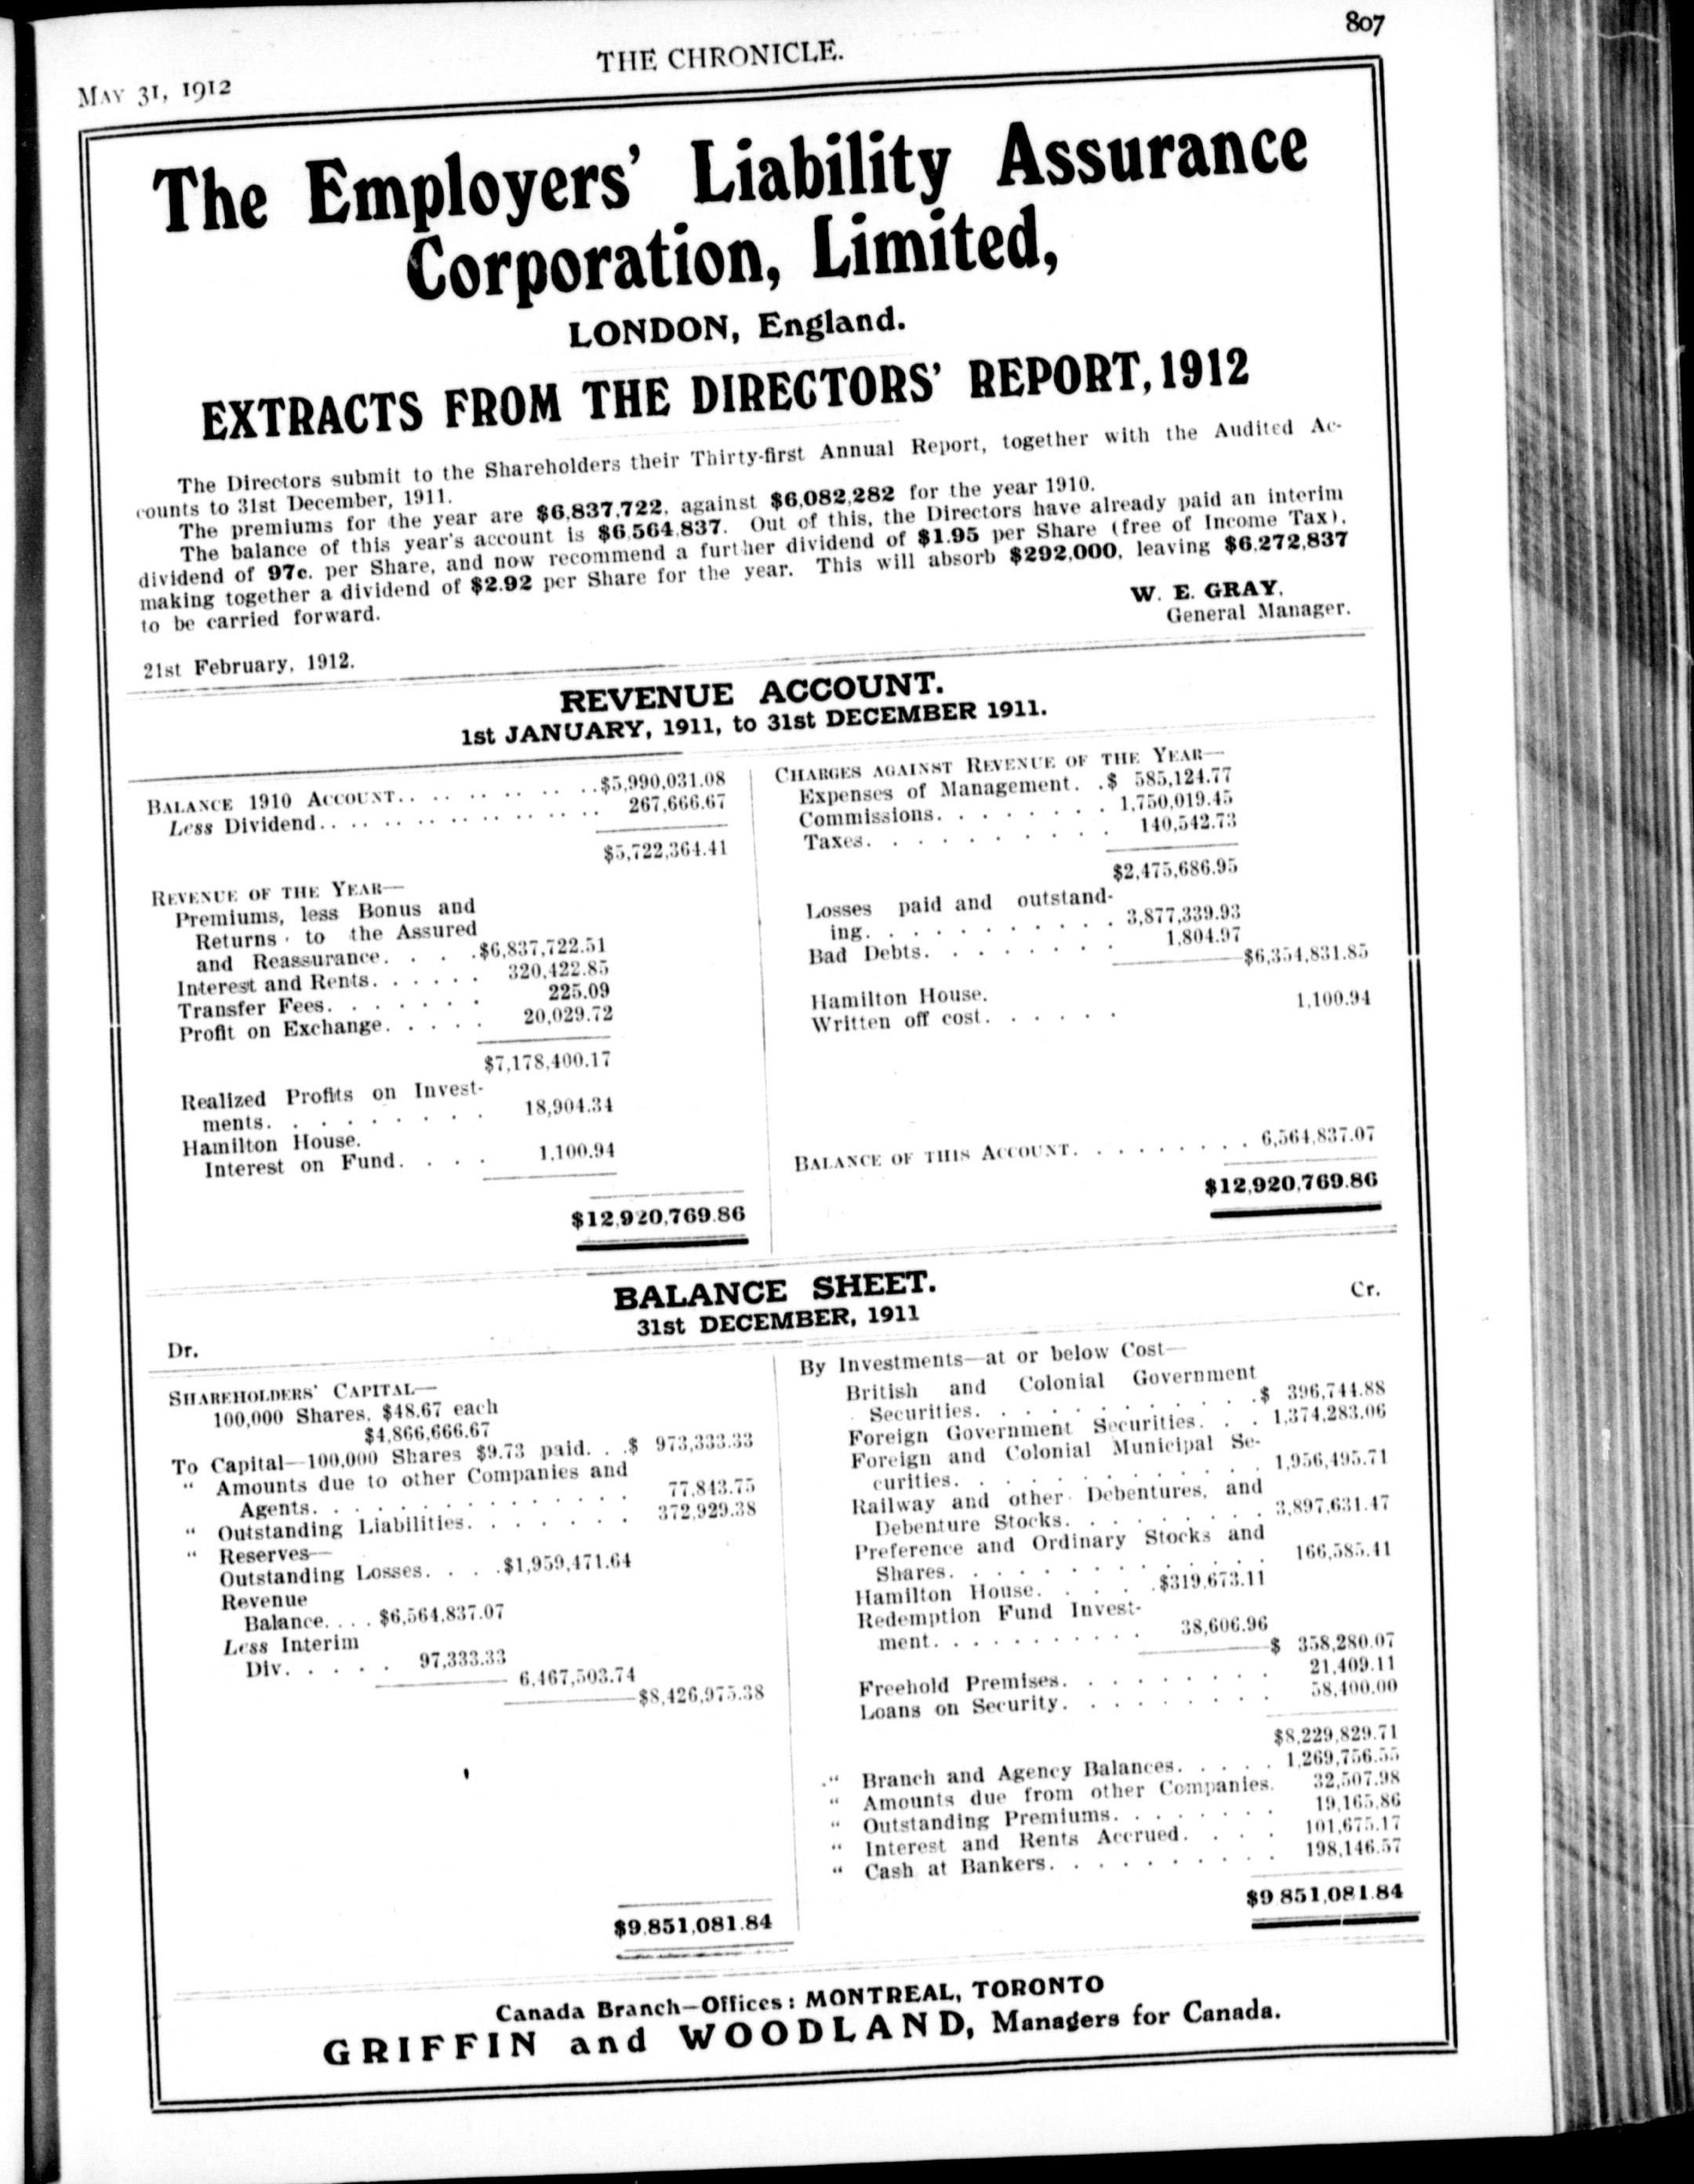 807
MAY 31, 1912
THE CHRONICLE.
The Employers' Liability Assurance
Corporation, Limited,
LONDON, England.
EXTRACTS FROM THE DIRECTORS' REPORT, 1912
The Directors submit to the Shareholders their Thirty-first Annual Report, together with the Audited Ac-
counts to 31st December, 1911.
The premiums for the year are $6,837,722, against $6,082,282 for the year 1910.
The balance of this year's account is $6,564,837. Out of this, the Directors have already paid an interim
dividend of 97c. per Share, and now recommend a further dividend of $1.95 per Share (free of Income Tax),
making together a dividend of $2.92 per Share for the year. This will absorb $292,000, leaving $6,272,837
to be carried forward.
W. E. GRAY,
General Manager.
21st February, 1912.
REVENUE ACCOUNT.
1st JANUARY, 1911, to 31st DECEMBER 1911.
BALANCE 1910 ACCOUNT.. .. .. .. .. .. ..$5,990,031.08
Less Dividend.. .. .. .. .. .. .. .. .. 267,666.67
$5,722,364.41
REVENUE OF THE YEAR—
Premiums, less Bonus and
Returns to the Assured
and Reassurance. . . .$6,837,722.51
Interest and Rents. . . . . . 320,422.85
Transfer Fees. . . . . . . 225.09
Profit on Exchange. . . . . 20,029.72
$7,178,400.17
Realized Profits on Invest-
ments. . . . . . . . . 18,904.34
Hamilton House.
Interest on Fund. . . . 1,100.94
$12,920,769.86
CHARGES AGAINST REVENUE OF THE YEAR—
Expenses of Management. .$ 585,124.77
Commissions. . . . . . . . 1,750,019.45
Taxes. . . . . . . . . . 140,542.73
$2,475,686.95
Losses paid and outstand-
ing. . . . . . . . . . . 3,877,339.93
Bad Debts. . . . . . . . 1,804.97
$6,354,831.85
Hamilton House.
Written off cost. . . . . . 1,100.94
BALANCE OF THIS ACCOUNT. . . . . . . . . 6,564,837.07
$12,920,769.86
BALANCE SHEET.
31st DECEMBER, 1911
Dr.
Cr.
SHAREHOLDERS' CAPITAL—
100,000 Shares, $48.67 each
$4,866,666.67
To Capital—100,000 Shares $9.73 paid. . .$ 973,333.33
" Amounts due to other Companies and
Agents. . . . . . . . . . . . . 77,843.75
" Outstanding Liabilities. . . . . . . 372,929.38
" Reserves—
Outstanding Losses. . . .$1,959,471.64
Revenue
Balance. . . . $6,564,837.07
Less Interim
Div. . . . . 97,333.33
6,467,503.74
$8,426,975.38
$9,851,081.84
By Investments—at or below Cost—
British and Colonial Government
Securities. . . . . . . . . . . .$ 396,744.88
Foreign Government Securities. . . 1,374,283.06
Foreign and Colonial Municipal Se-
curities. . . . . . . . . . . . 1,956,495.71
Railway and other Debentures, and
Debenture Stocks. . . . . . . . . 3,897,631.47
Preference and Ordinary Stocks and
Shares. . . . . . . . . . . . . 166,585.41
Hamilton House. . . . . .$319,673.11
Redemption Fund Invest-
ment. . . . . . . . . . . 38,606.96
$ 358,280.07
Freehold Premises. . . . . . . . . 21,409.11
Loans on Security. . . . . . . . . 58,400.00
$8,229,829.71
" Branch and Agency Balances. . . . . 1,269,756.55
" Amounts due from other Companies. 32,507.98
" Outstanding Premiums. . . . . . . 19,165.86
" Interest and Rents Accrued. . . . 101,675.17
" Cash at Bankers. . . . . . . . . . 198,146.57
$9 851,081.84
Canada Branch—Offices: MONTREAL, TORONTO
GRIFFIN and WOODLAND, Managers for Canada.